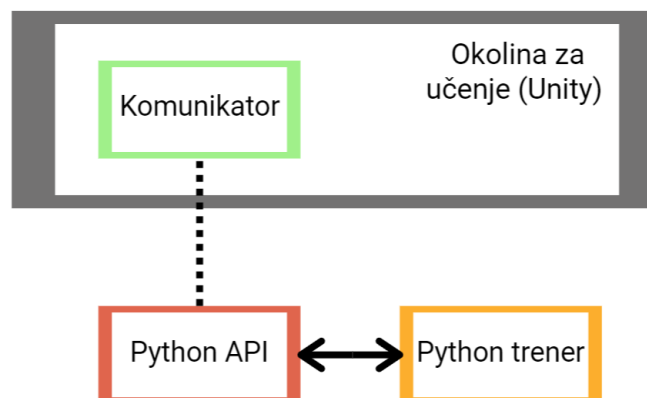 Okolina za
učenje (Unity)
Komunikator
Python API
Python trener